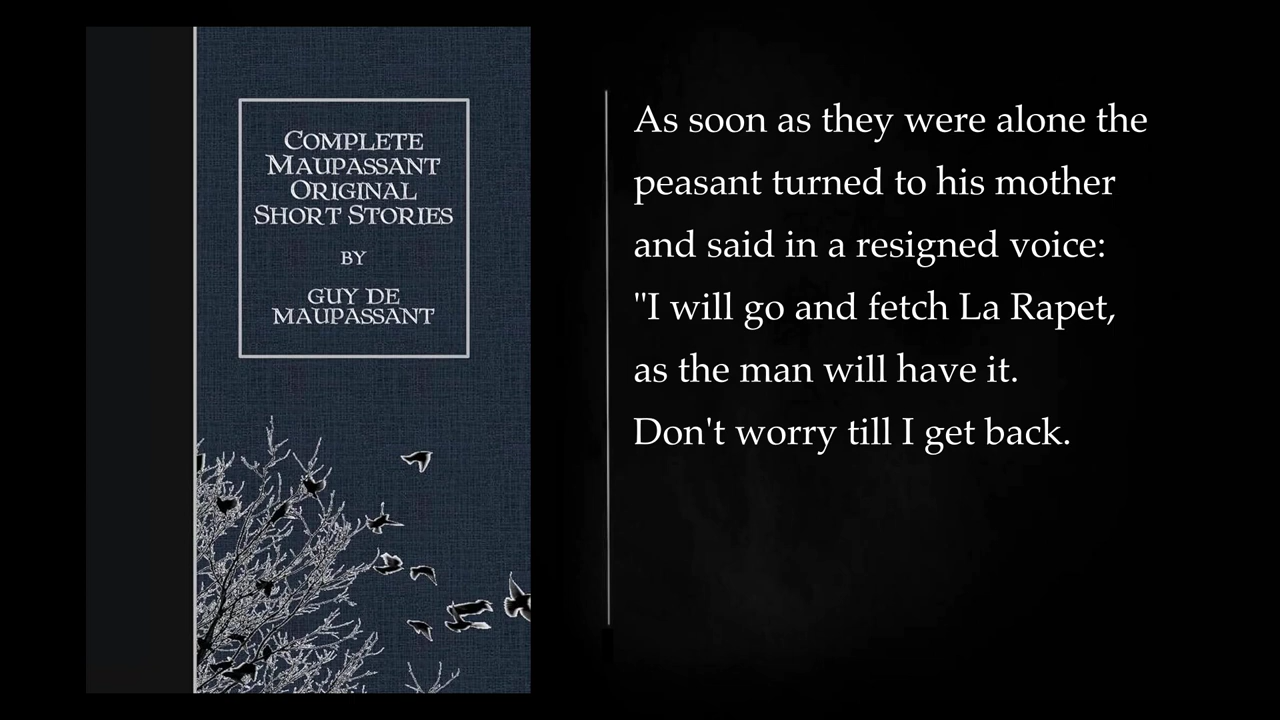 COMPLETE
MAUPASSANT
ORIGINAL
SHORT STORIES
BY
GUY DE
MAUPASSANT
As soon as they were alone the
peasant turned to his mother
and said in a resigned voice:
"I will go and fetch La Rapet,
as the man will have it.
Don't worry till I get back.